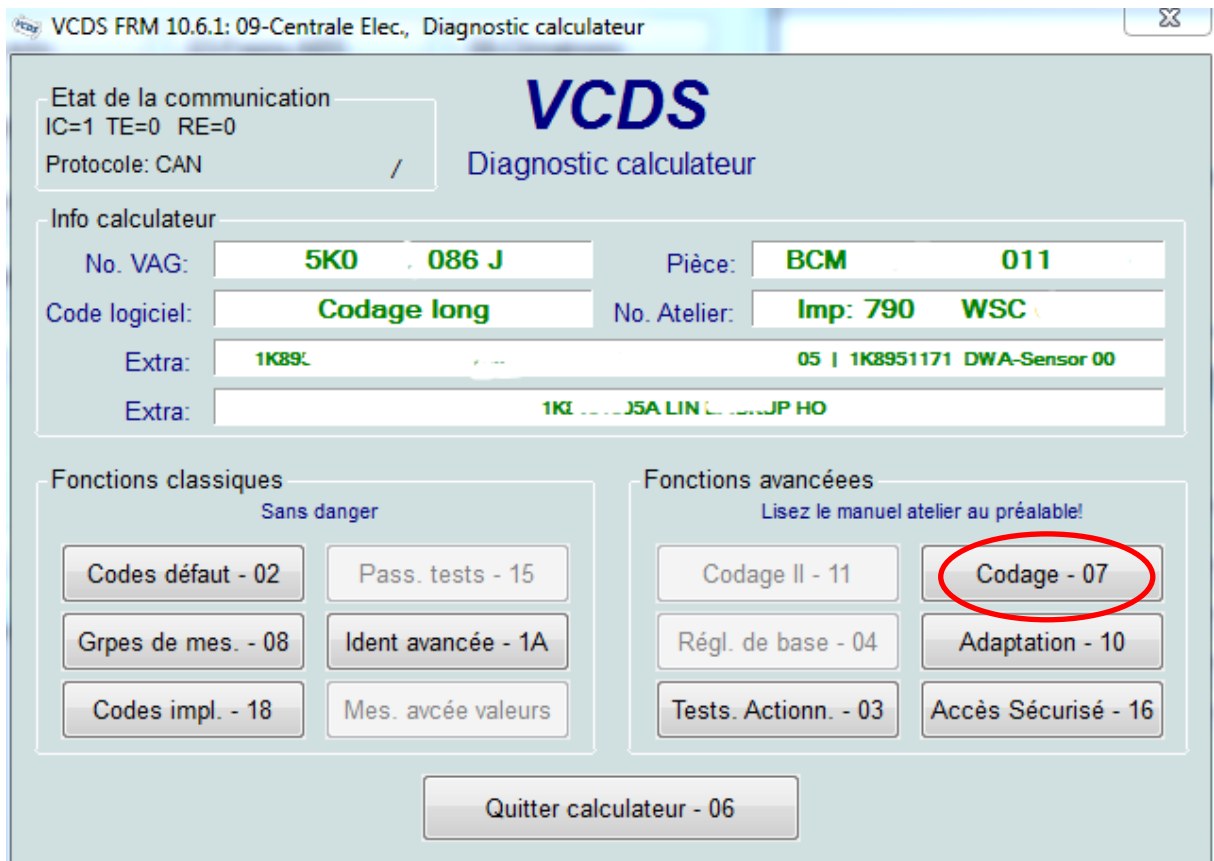 VCDS FRM 10.6.1: 09-Centrale Elec., Diagnostic calculateur
Etat de la communication
IC=1 TE=0 RE=0
Protocole: CAN /
VCDS
Diagnostic calculateur
Info calculateur
No. VAG: 5K0 086 J
Pièce: BCM 011
Code logiciel: Codage long
No. Atelier: Imp: 790 WSC
Extra: 05 | 1K8951171 DWA-Sensor 00
Extra: LIN HO
Fonctions classiques
Sans danger
Codes défaut - 02
Pass. tests - 15
Grpes de mes. - 08
Ident avancée - 1A
Codes impl. - 18
Mes. avcée valeurs
Fonctions avancéees
Lisez le manuel atelier au préalable!
Codage II - 11
Codage - 07
Régl. de base - 04
Adaptation - 10
Tests. Actionn. - 03
Accès Sécurisé - 16
Quitter calculateur - 06